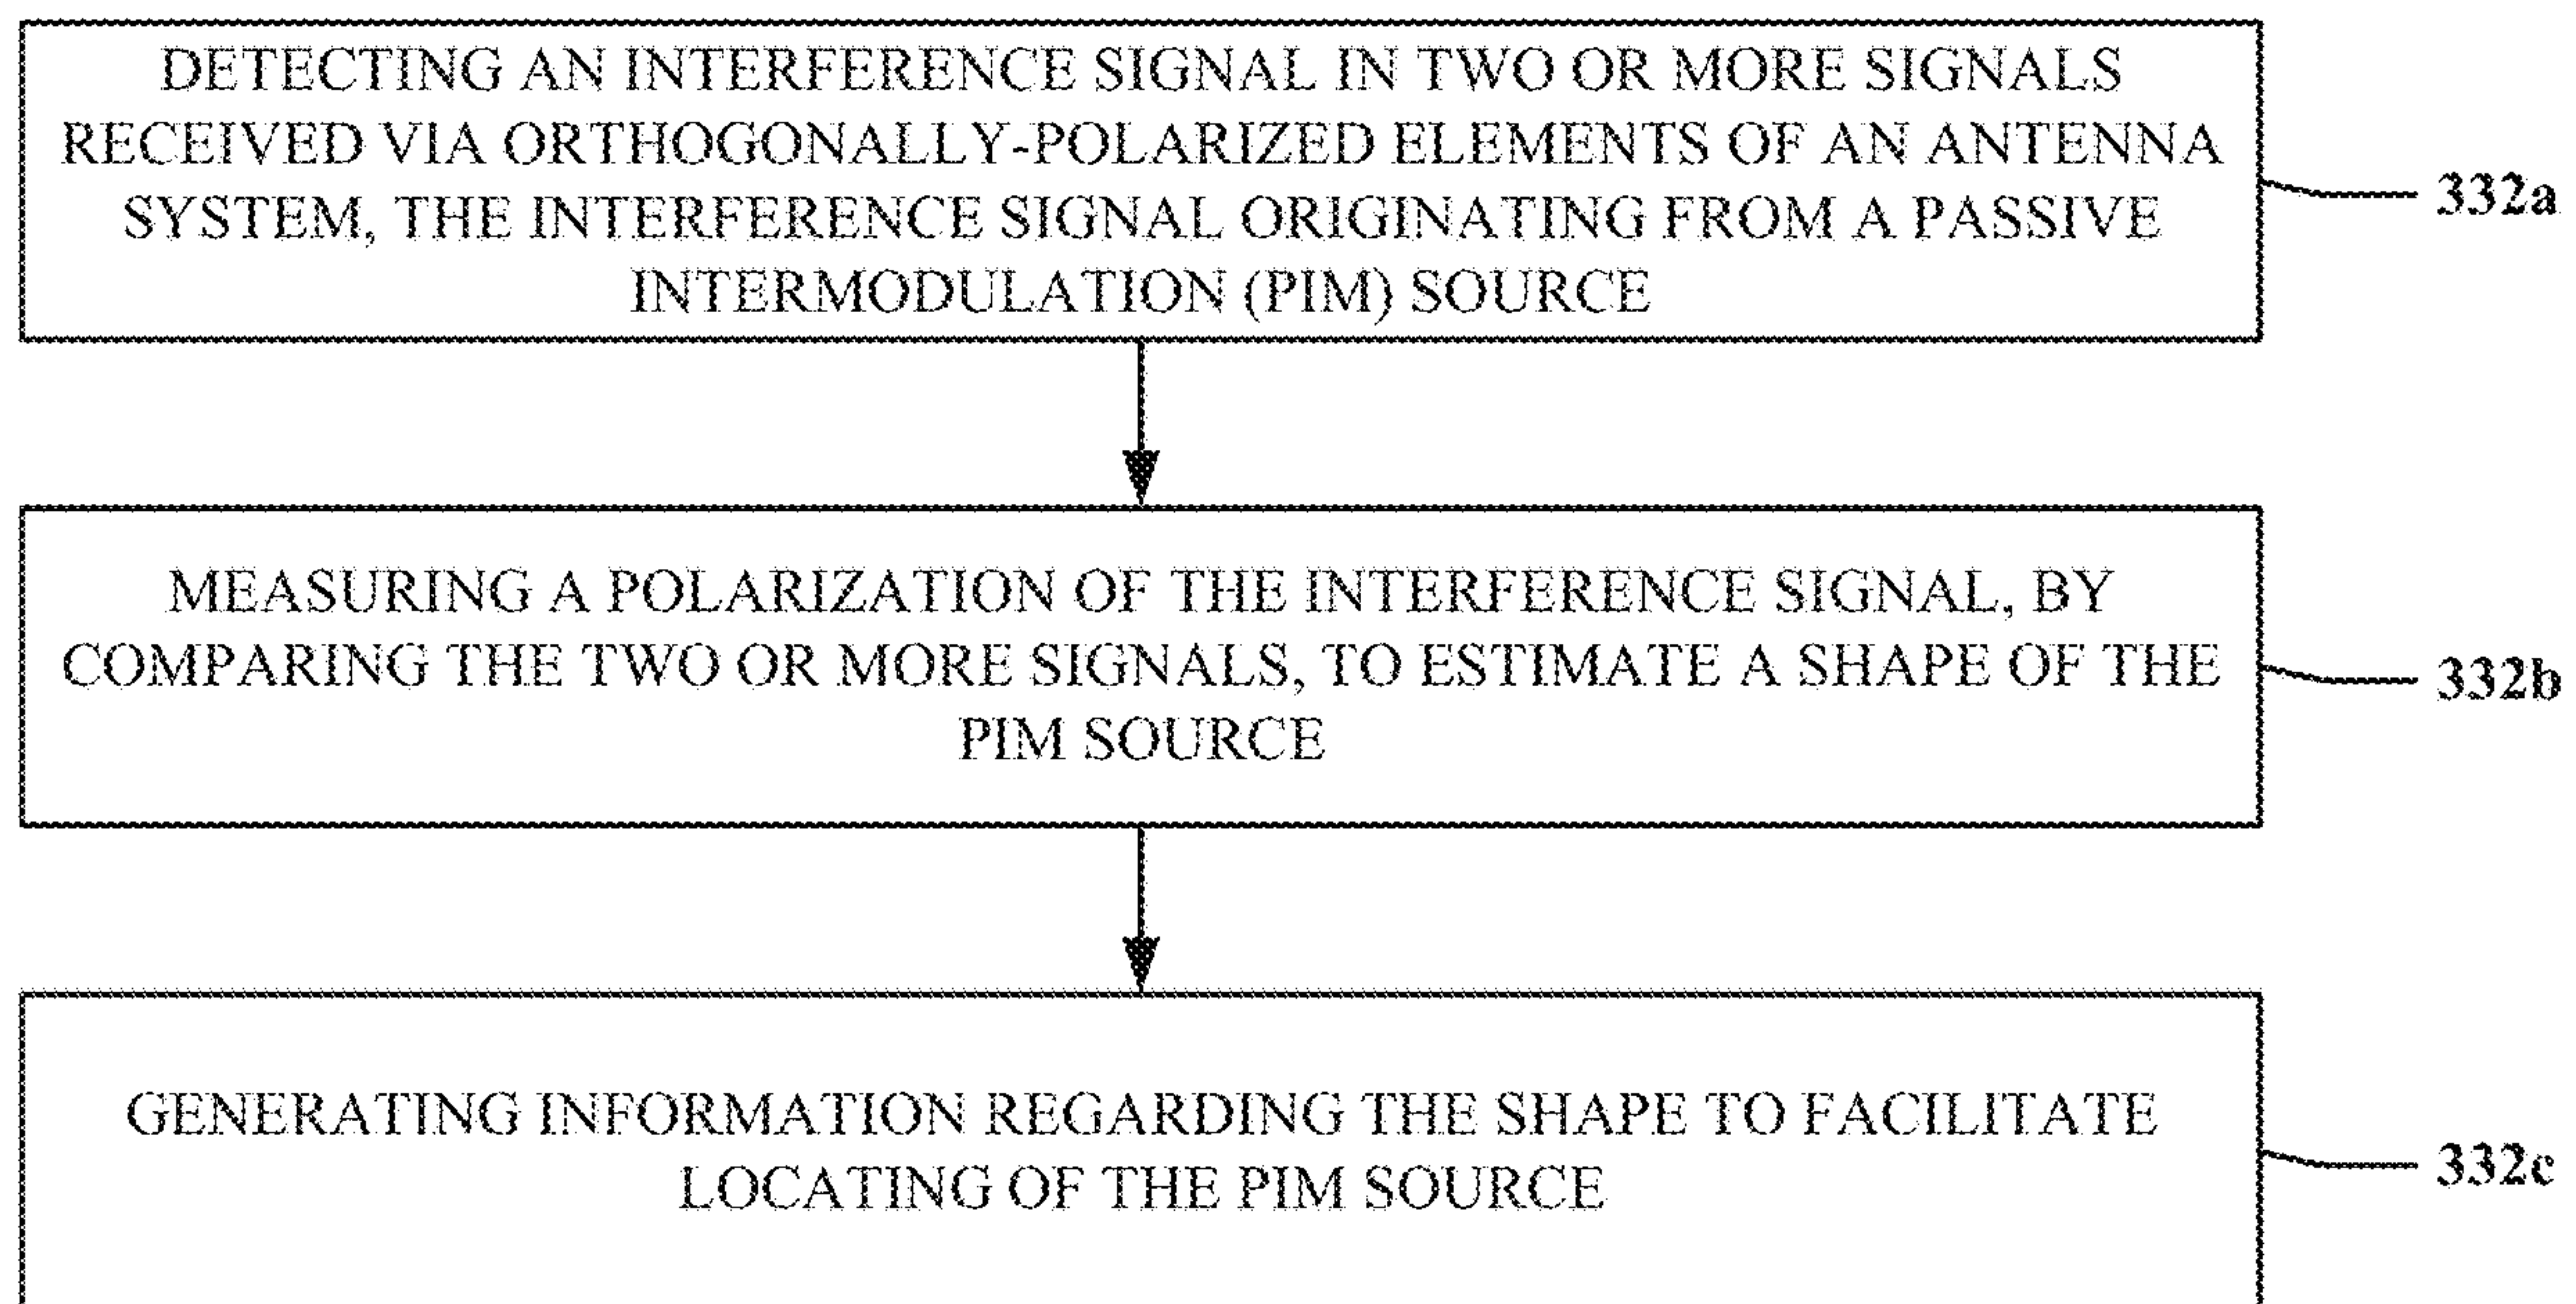 DETECTING AN INTERFERENCE SIGNAL IN TWO OR MORE SIGNALS
RECEIVED VIA ORTHOGONALLY-POLARIZED ELEMENTS OF AN ANTENNA
SYSTEM, THE INTERFERENCE SIGNAL ORIGINATING FROM A PASSIVE
INTERMODULATION (PIM) SOURCE
332a
MEASURING A POLARIZATION OF THE INTERFERENCE SIGNAL, BY
COMPARING THE TWO OR MORE SIGNALS, TO ESTIMATE A SHAPE OF THE
PIM SOURCE
332b
GENERATING INFORMATION REGARDING THE SHAPE TO FACILITATE
LOCATING OF THE PIM SOURCE
332c